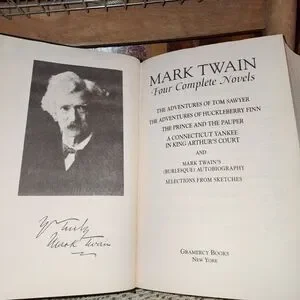 Yrs Truly
Mark Twain
MARK TWAIN
Four Complete Novels
THE ADVENTURES OF TOM SAWYER
THE ADVENTURES OF HUCKLEBERRY FINN
THE PRINCE AND THE PAUPER
A CONNECTICUT YANKEE
IN KING ARTHUR'S COURT
AND
MARK TWAIN'S
(BURLESQUE) AUTOBIOGRAPHY
SELECTIONS FROM SKETCHES
GRAMERCY BOOKS
NEW YORK